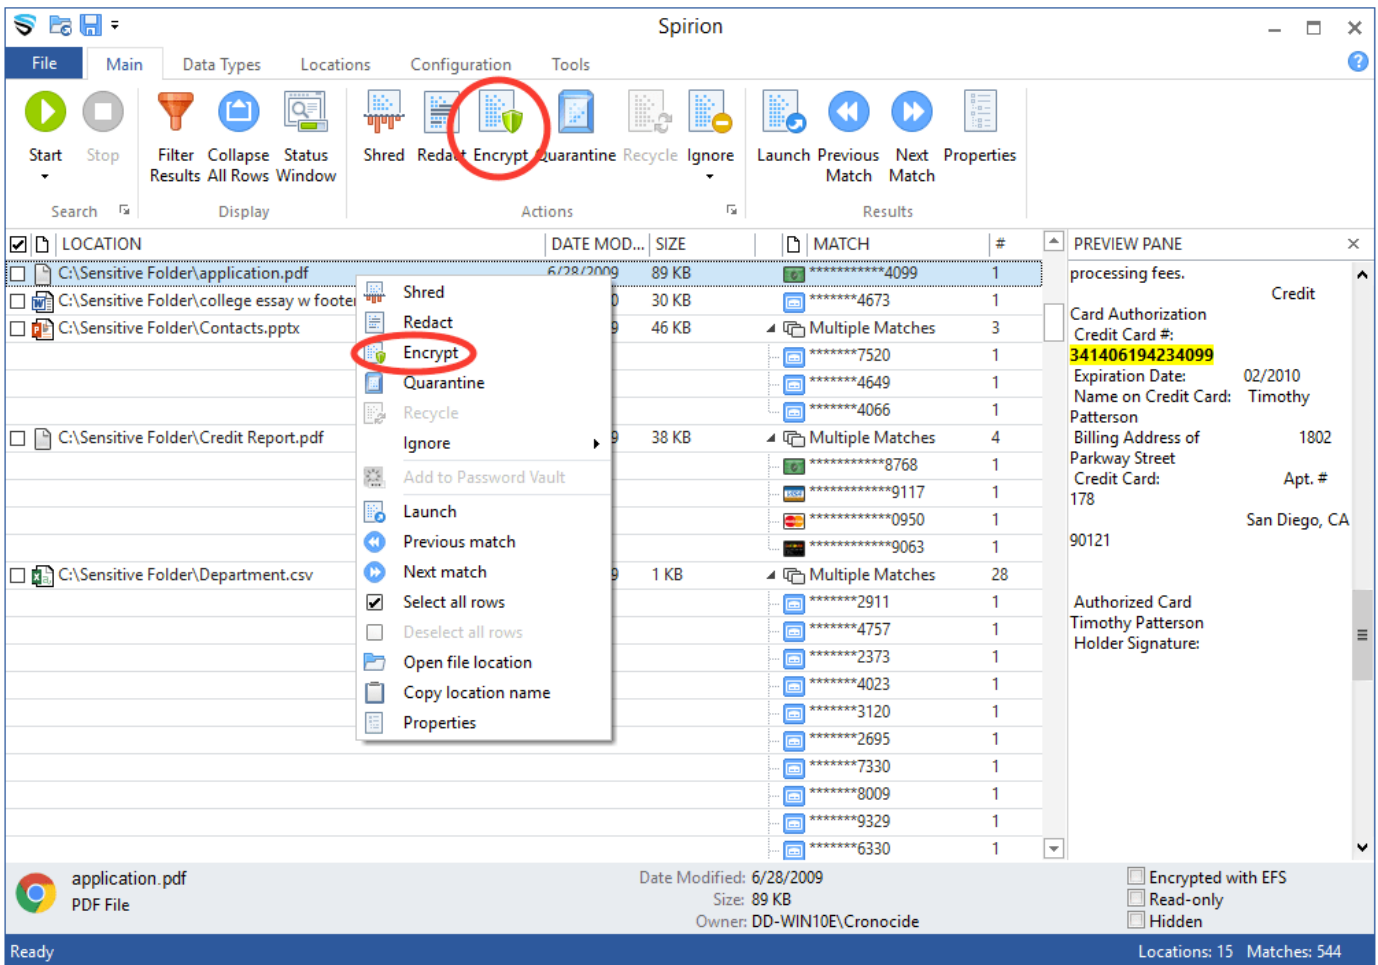 Spirion
File Main Data Types Locations Configuration Tools
Start Stop Filter Results Collapse All Rows Status Window Shred Redact Encrypt Quarantine Recycle Ignore Launch Previous Match Next Match Properties
Search Display Actions Results
LOCATION DATE MOD... SIZE MATCH # PREVIEW PANE
C:\Sensitive Folder\application.pdf 6/28/2009 89 KB ***********4099 1
C:\Sensitive Folder\college essay w footer 0 30 KB *******4673 1
C:\Sensitive Folder\Contacts.pptx 9 46 KB Multiple Matches 3
*******7520 1
*******4649 1
*******4066 1
C:\Sensitive Folder\Credit Report.pdf 9 38 KB Multiple Matches 4
***********8768 1
************9117 1
************0950 1
************9063 1
C:\Sensitive Folder\Department.csv 9 1 KB Multiple Matches 28
*******2911 1
*******4757 1
*******2373 1
*******4023 1
*******3120 1
*******2695 1
*******7330 1
*******8009 1
*******9329 1
*******6330 1
Shred
Redact
Encrypt
Quarantine
Recycle
Ignore
Add to Password Vault
Launch
Previous match
Next match
Select all rows
Deselect all rows
Open file location
Copy location name
Properties
processing fees.
Credit
Card Authorization
Credit Card #:
341406194234099
Expiration Date: 02/2010
Name on Credit Card: Timothy
Patterson
Billing Address of 1802
Parkway Street
Credit Card: Apt. #
178
San Diego, CA
90121
Authorized Card
Timothy Patterson
Holder Signature:
application.pdf Date Modified: 6/28/2009 Encrypted with EFS
PDF File Size: 89 KB Read-only
Owner: DD-WIN10E\Cronocide Hidden
Ready Locations: 15 Matches: 544